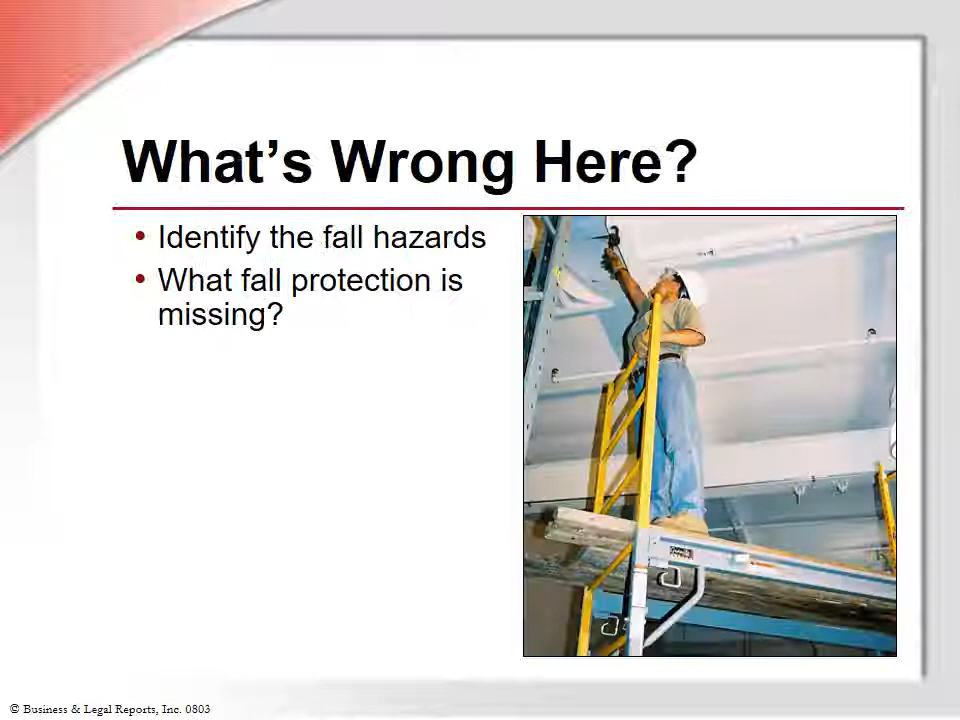 What's Wrong Here?
• Identify the fall hazards
• What fall protection is
missing?
© Business & Legal Reports, Inc. 0803